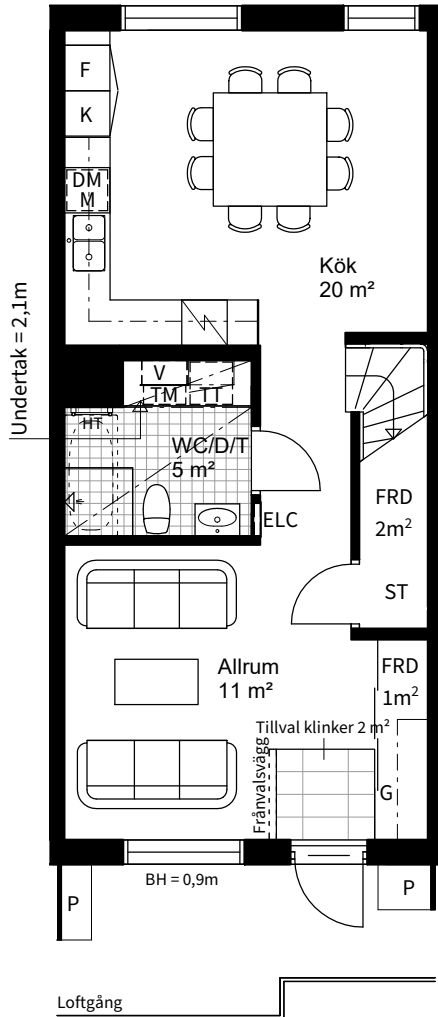 F
K
DM
M
Kök
20 m²
Undertak = 2,1m
V
TM
TT
HT
WC/D/T
5 m²
ELC
FRD
2m²
ST
Allrum
11 m²
FRD
1m²
Tillval klinker 2 m²
Frånvalsvägg
G
BH = 0,9m
P
P
Loftgång